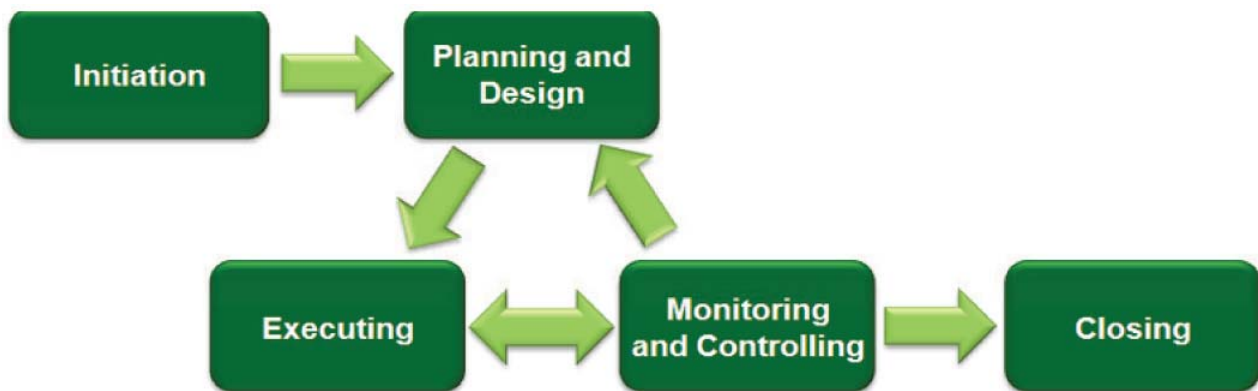 Initiation
Planning and
Design
Executing
Monitoring
and Controlling
Closing